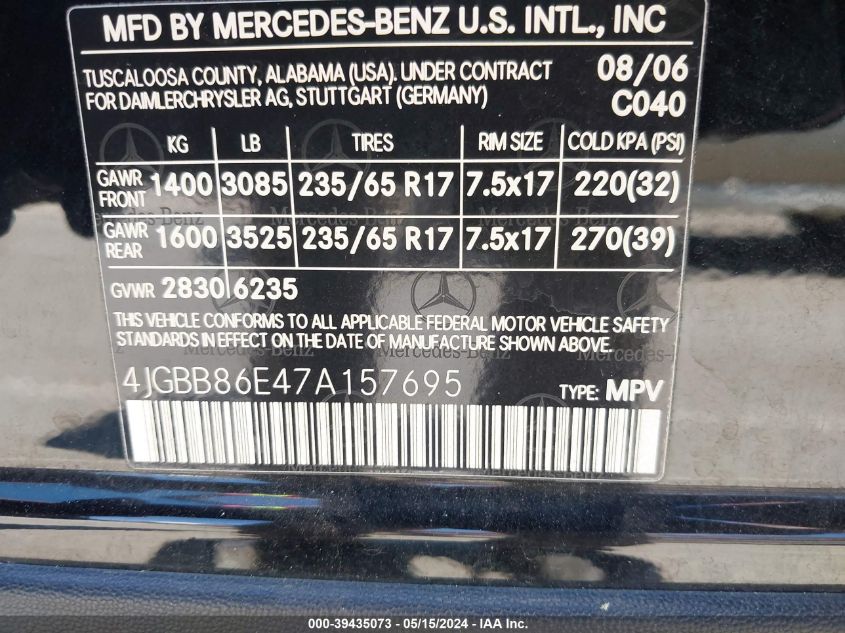 MFD BY MERCEDES-BENZ U.S. INTL., INC
TUSCALOOSA COUNTY, ALABAMA (USA). UNDER CONTRACT 08/06
FOR DAIMLERCHRYSLER AG, STUTTGART (GERMANY) C040
KG LB TIRES RIM SIZE COLD KPA (PSI)
GAWR FRONT 1400 3085 235/65 R17 7.5x17 220(32)
GAWR REAR 1600 3525 235/65 R17 7.5x17 270(39)
GVWR 2830 6235
THIS VEHICLE CONFORMS TO ALL APPLICABLE FEDERAL MOTOR VEHICLE SAFETY
STANDARDS IN EFFECT ON THE DATE OF MANUFACTURE SHOWN ABOVE.
4JGBB86E47A157695 TYPE: MPV
Mercedes-Benz
000-39435073 - 05/15/2024 - IAA Inc.